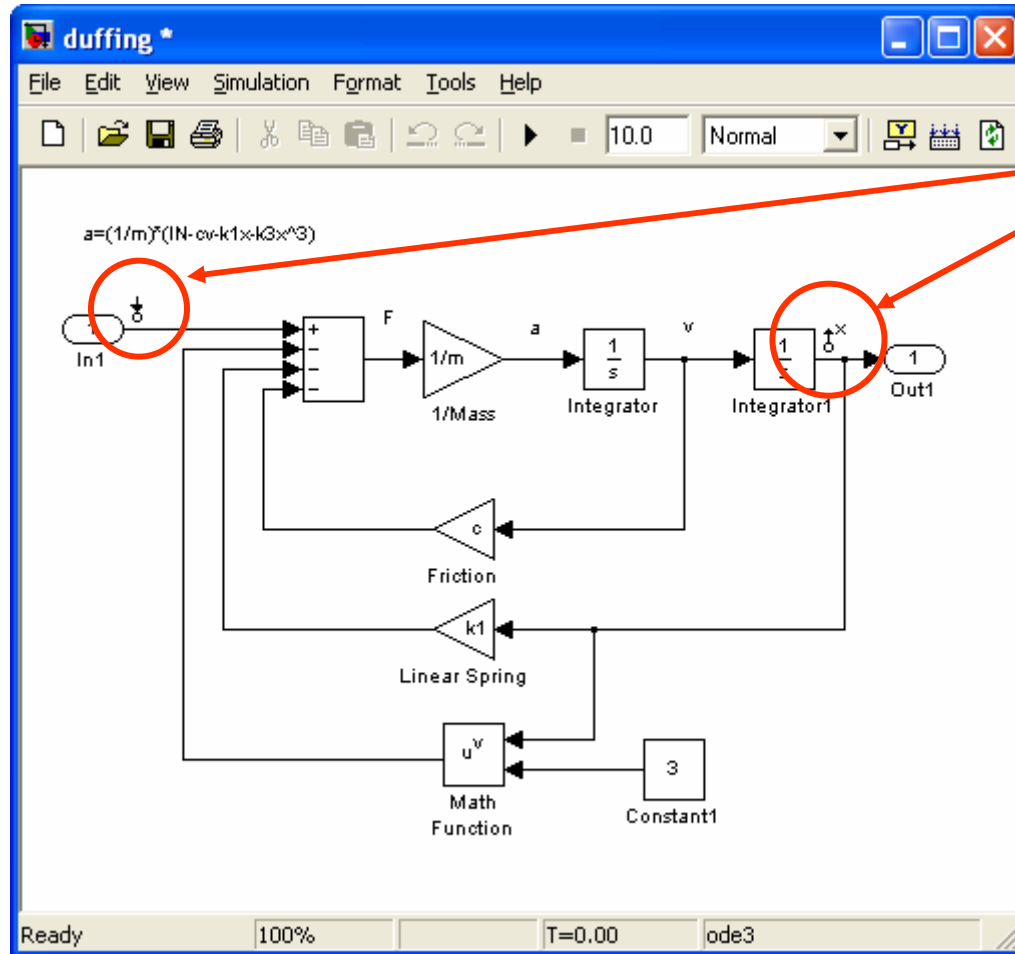 duffing *
File Edit View Simulation Format Tools Help
10.0 Normal
a=(1/m)*(IN-cv-k1x-k3x^3)
1
In1
+
−
−
−
F
1/m
1/Mass
a
1
s
Integrator
v
1
s
Integrator1
x
1
Out1
c
Friction
k1
Linear Spring
u^v
Math
Function
3
Constant1
Ready 100% T=0.00 ode3